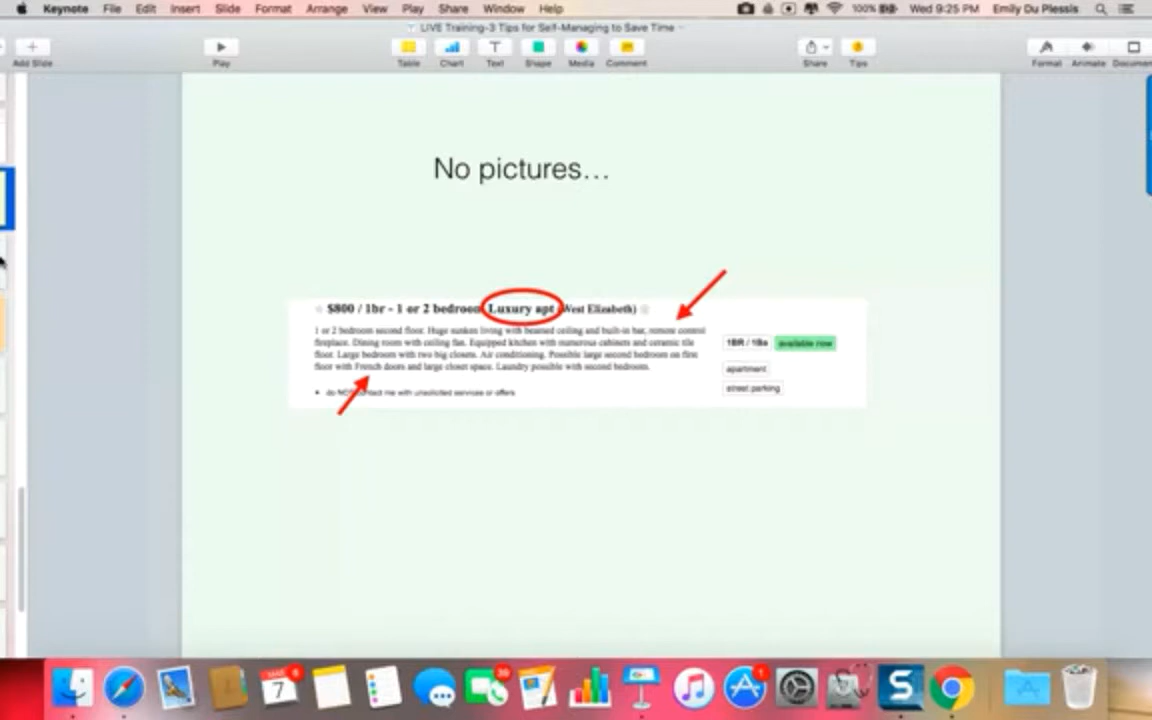 Keynote File Edit Insert Slide Format Arrange View Play Share Window Help 100% Wed 9:25 PM Emily Du Plessis
LIVE Training-3 Tips for Self-Managing to Save Time
Add Slide Play Table Chart Text Shape Media Comment Share Tips Format Animate Documen
No pictures...
$800 / 1br - 1 or 2 bedroom Luxury apt (West Elizabeth)
1 or 2 bedroom second floor. Huge sunken living with beamed ceiling and built-in bar, remote control
fireplace. Dining room with ceiling fan. Equipped kitchen with numerous cabinets and ceramic tile
floor. Large bedroom with two big closets. Air conditioning. Possible large second bedroom on first
floor with French doors and large closet space. Laundry possible with second bedroom.
do NOT contact me with unsolicited services or offers
1BR / 1Ba available now
apartment
street parking
7